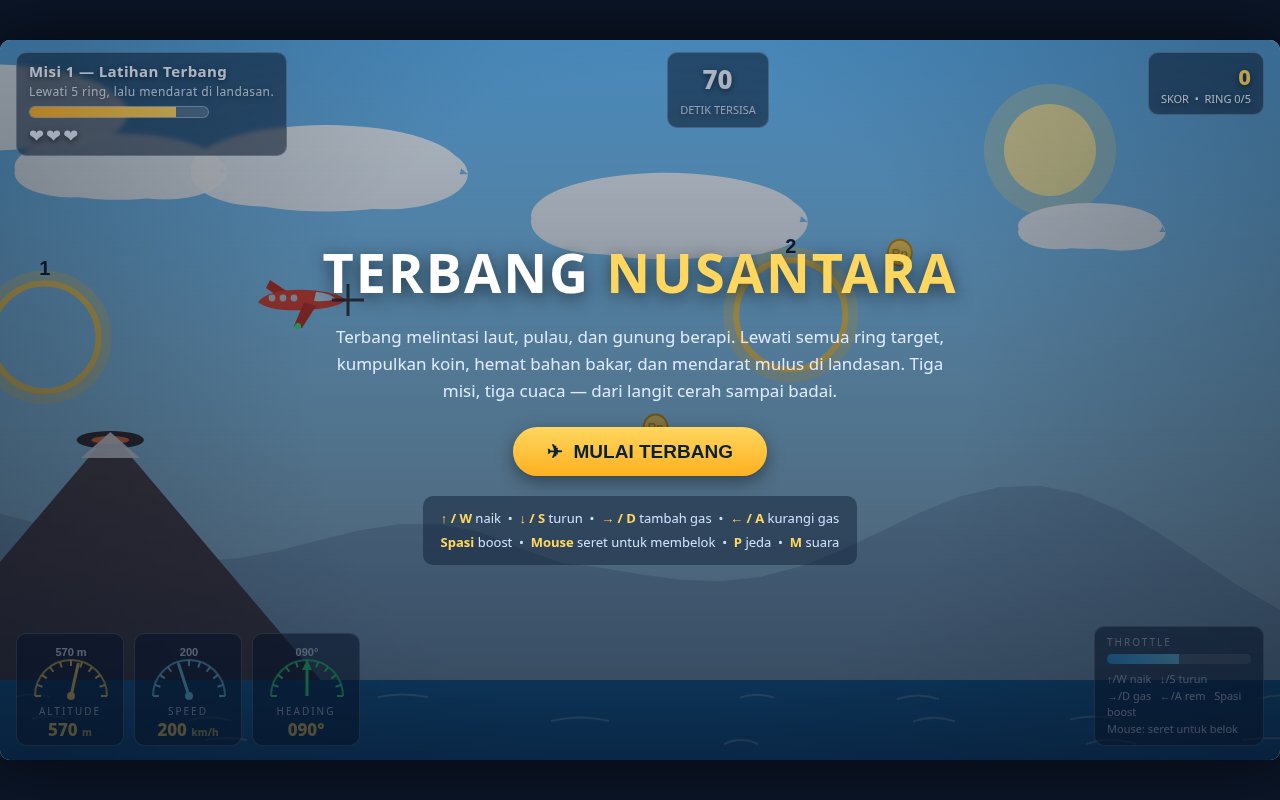 Misi 1 — Latihan Terbang
Lewati 5 ring, lalu mendarat di landasan.
❤❤❤
70
DETIK TERSISA
0
SKOR • RING 0/5
1
2
Rp
TERBANG NUSANTARA
Terbang melintasi laut, pulau, dan gunung berapi. Lewati semua ring target,
kumpulkan koin, hemat bahan bakar, dan mendarat mulus di landasan. Tiga
misi, tiga cuaca — dari langit cerah sampai badai.
Rp
✈ MULAI TERBANG
↑ / W naik • ↓ / S turun • → / D tambah gas • ← / A kurangi gas
Spasi boost • Mouse seret untuk membelok • P jeda • M suara
570 m
ALTITUDE
570 m
200
SPEED
200 km/h
090°
HEADING
090°
THROTTLE
↑/W naik ↓/S turun
→/D gas ←/A rem Spasi
boost
Mouse: seret untuk belok